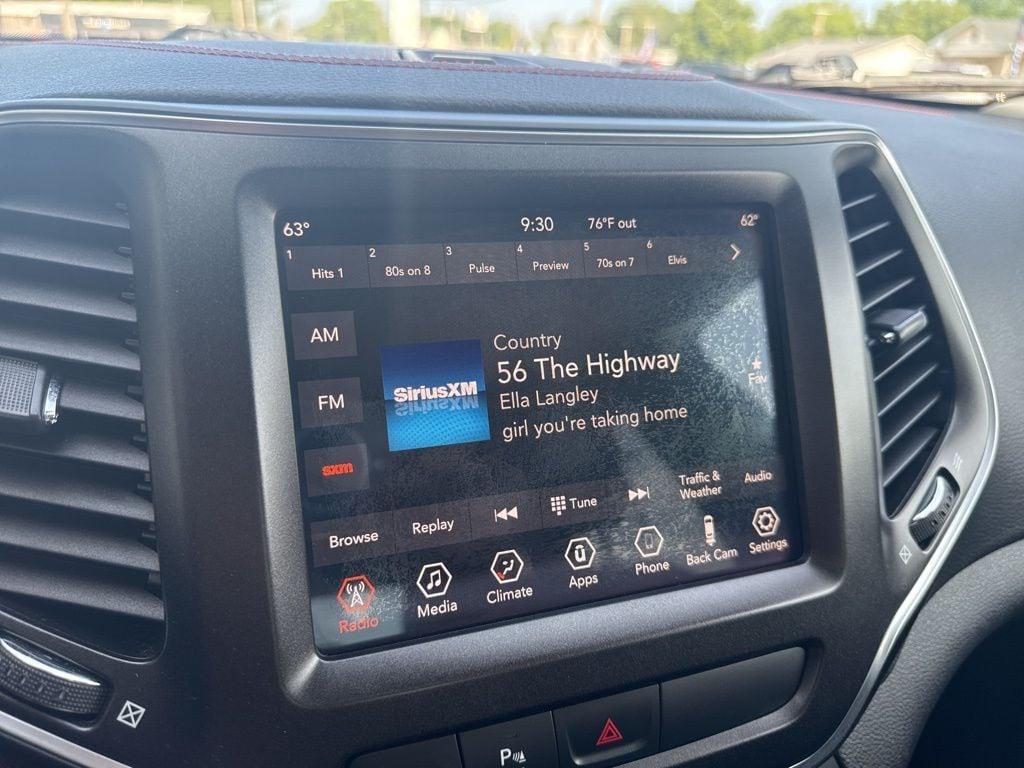 63° 9:30 76°F out 62°
1 Hits 1
2 80s on 8
3 Pulse
4 Preview
5 70s on 7
6 Elvis
AM
FM
sxm
SiriusXM
Country
56 The Highway
Ella Langley
girl you're taking home
Fav
Browse Replay Tune Traffic & Weather Audio
Radio Media Climate Apps Phone Back Cam Settings
P